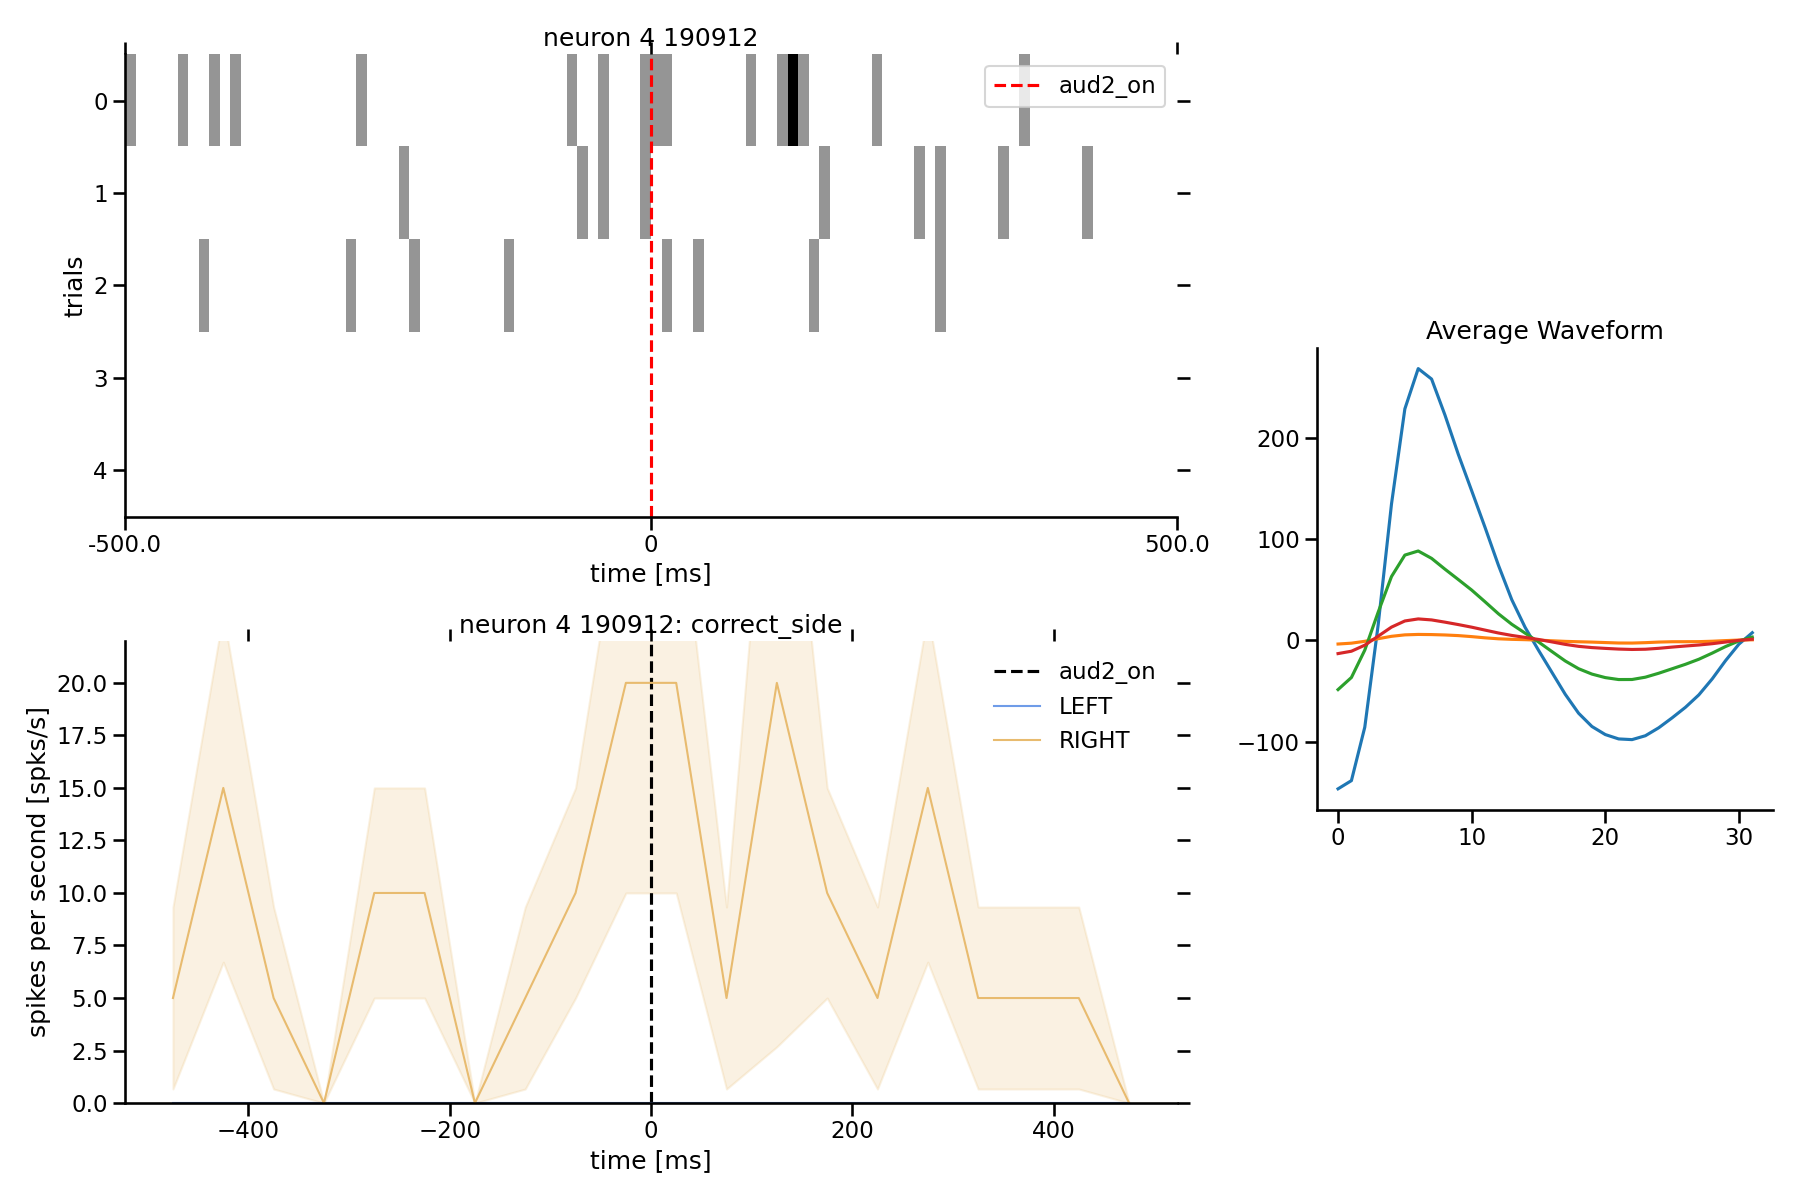 neuron 4 190912
aud2_on
0
1
2
3
4
trials
-500.0
0
500.0
time [ms]
neuron 4 190912: correct_side
aud2_on
LEFT
RIGHT
20.0
17.5
15.0
12.5
10.0
7.5
5.0
2.5
0.0
spikes per second [spks/s]
−400
−200
0
200
400
time [ms]
Average Waveform
200
100
0
−100
0
10
20
30